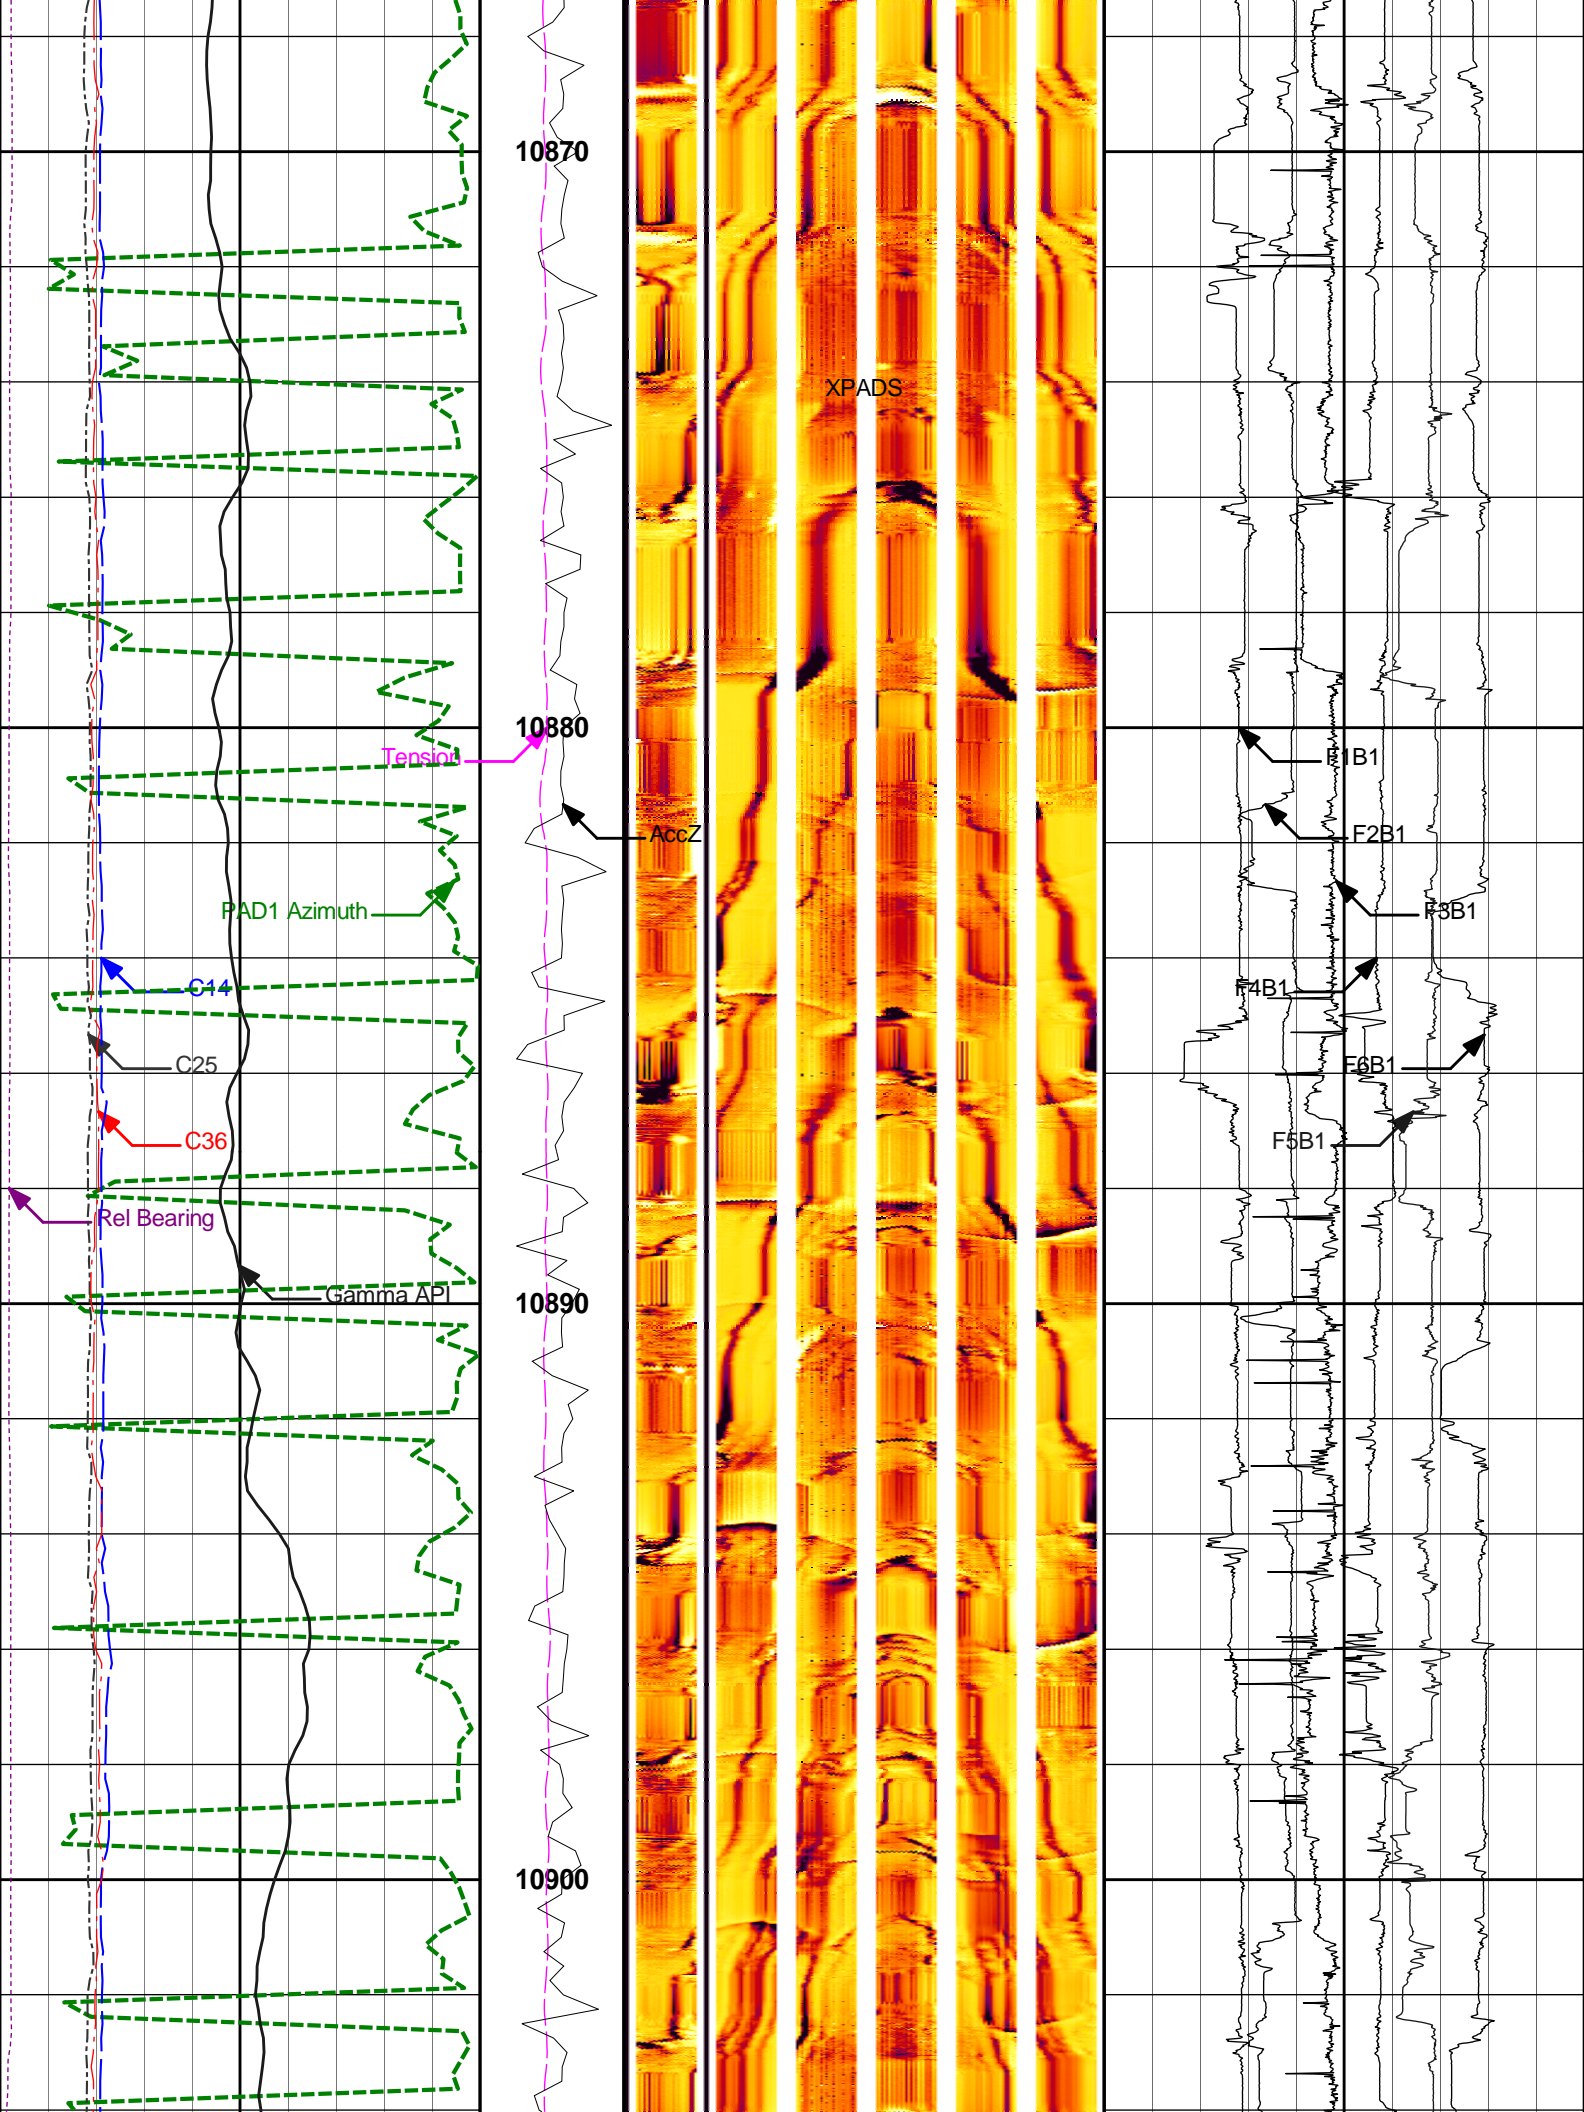 10870
XPADS
10880
Tension
F1B1
AccZ
F2B1
PAD1 Azimuth
F3B1
C14
F4B1
C25
F6B1
C36
F5B1
Rel Bearing
Gamma API
10890
10900